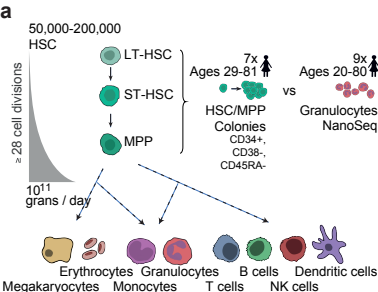 a
50,000-200,000
HSC
≥ 28 cell divisions
10¹¹
grans / day
LT-HSC
ST-HSC
MPP
7x
Ages 29-81
HSC/MPP
Colonies
CD34+,
CD38-,
CD45RA-
vs
9x
Ages 20-80
Granulocytes
NanoSeq
Erythrocytes
Granulocytes
B cells
Dendritic cells
Megakaryocytes
Monocytes
T cells
NK cells